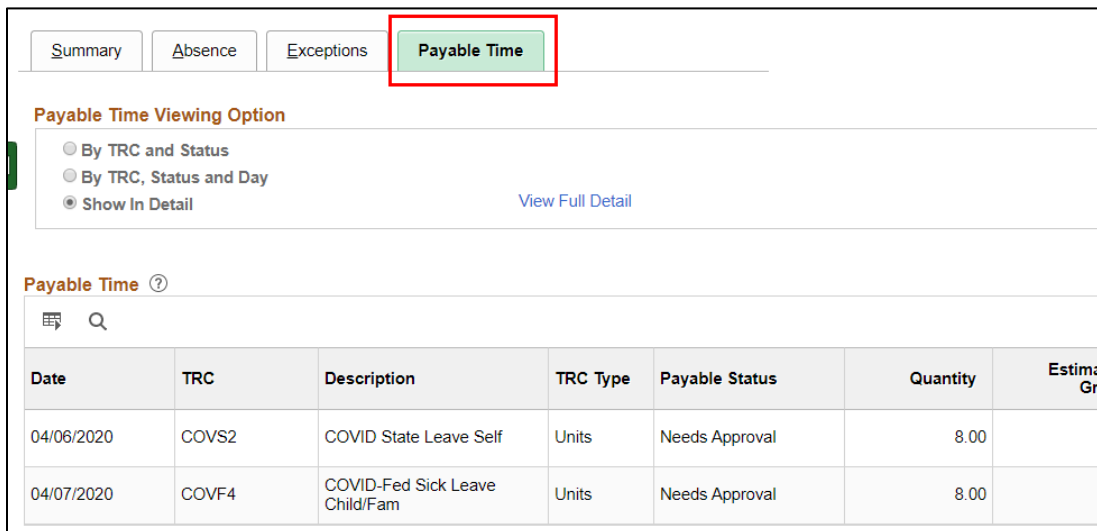 Summary Absence Exceptions Payable Time
Payable Time Viewing Option
By TRC and Status
By TRC, Status and Day
Show In Detail View Full Detail
Payable Time ?
Date TRC Description TRC Type Payable Status Quantity
04/06/2020 COVS2 COVID State Leave Self Units Needs Approval 8.00
04/07/2020 COVF4 COVID-Fed Sick Leave Child/Fam Units Needs Approval 8.00